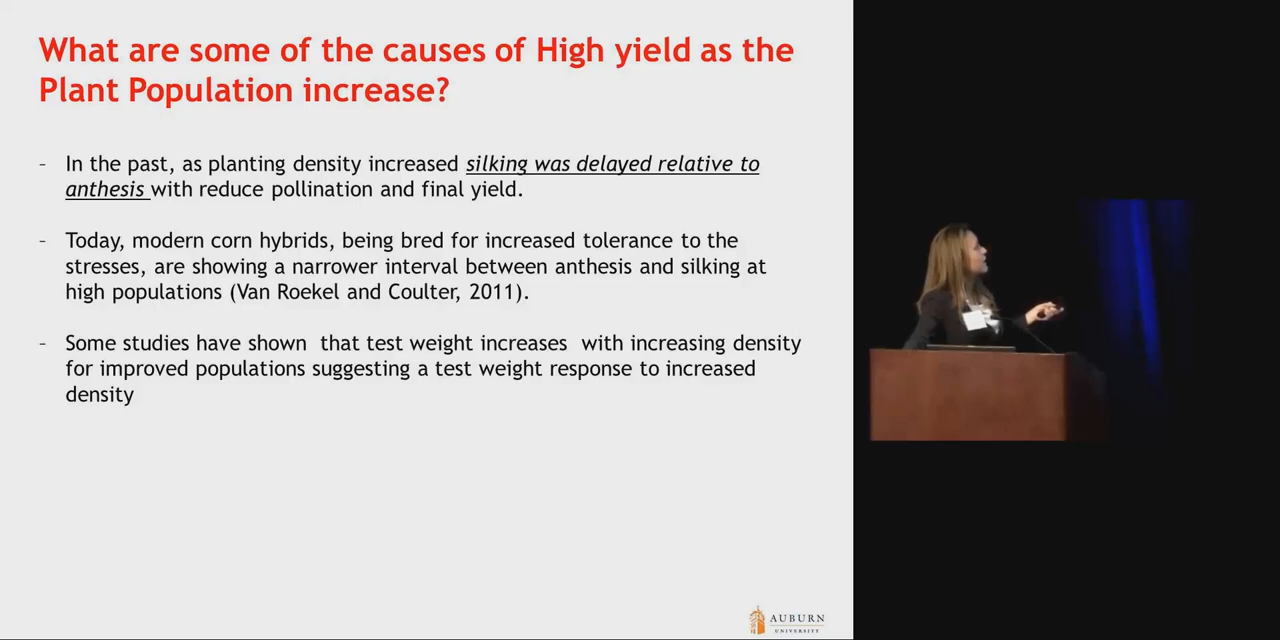 What are some of the causes of High yield as the
Plant Population increase?
- In the past, as planting density increased silking was delayed relative to
anthesis with reduce pollination and final yield.
- Today, modern corn hybrids, being bred for increased tolerance to the
stresses, are showing a narrower interval between anthesis and silking at
high populations (Van Roekel and Coulter, 2011).
- Some studies have shown that test weight increases with increasing density
for improved populations suggesting a test weight response to increased
density
AUBURN
UNIVERSITY